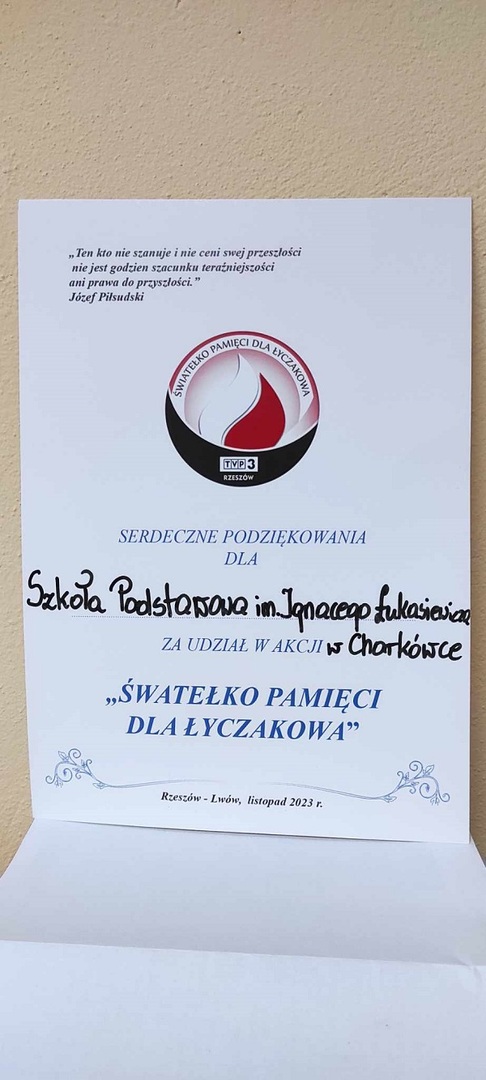 „Ten kto nie szanuje i nie ceni swej przeszłości
nie jest godzien szacunku teraźniejszości
ani prawa do przyszłości.”
Józef Piłsudski
ŚWIATEŁKO PAMIĘCI DLA ŁYCZAKOWA
TVP3
RZESZÓW
SERDECZNE PODZIĘKOWANIA
DLA
Szkoła Podstawowa im. Ignacego Łukasiewicza
ZA UDZIAŁ W AKCJI w Chorkówce
„ŚWATEŁKO PAMIĘCI
DLA ŁYCZAKOWA”
Rzeszów - Lwów, listopad 2023 r.